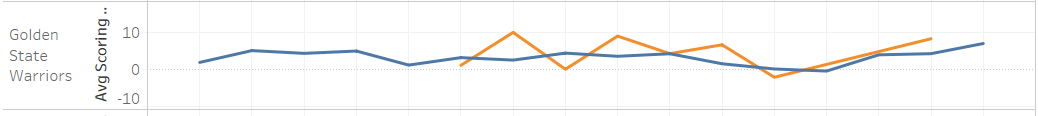 Golden
State
Warriors
Avg Scoring ..
10
0
-10